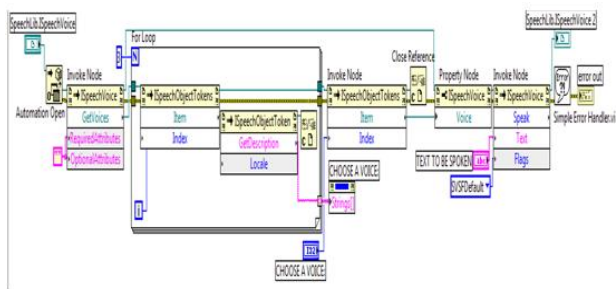 SpeechLib.ISpeechVoice
Automation Open
Invoke Node
ISpeechVoice
GetVoices
RequiredAttributes
OptionalAttributes
For Loop
N
ISpeechObjectTokens
Item
Index
i
ISpeechObjectToken
GetDescription
Locale
Invoke Node
ISpeechObjectTokens
Item
Index
CHOOSE A VOICE
Strings[]
CHOOSE A VOICE
Close Reference
Property Node
ISpeechVoice
Voice
Invoke Node
ISpeechVoice
Speak
Text
Flags
TEXT TO BE SPOKEN
abc
SVSFDefault
SpeechLib.ISpeechVoice 2
error out
Simple Error Handler.vi